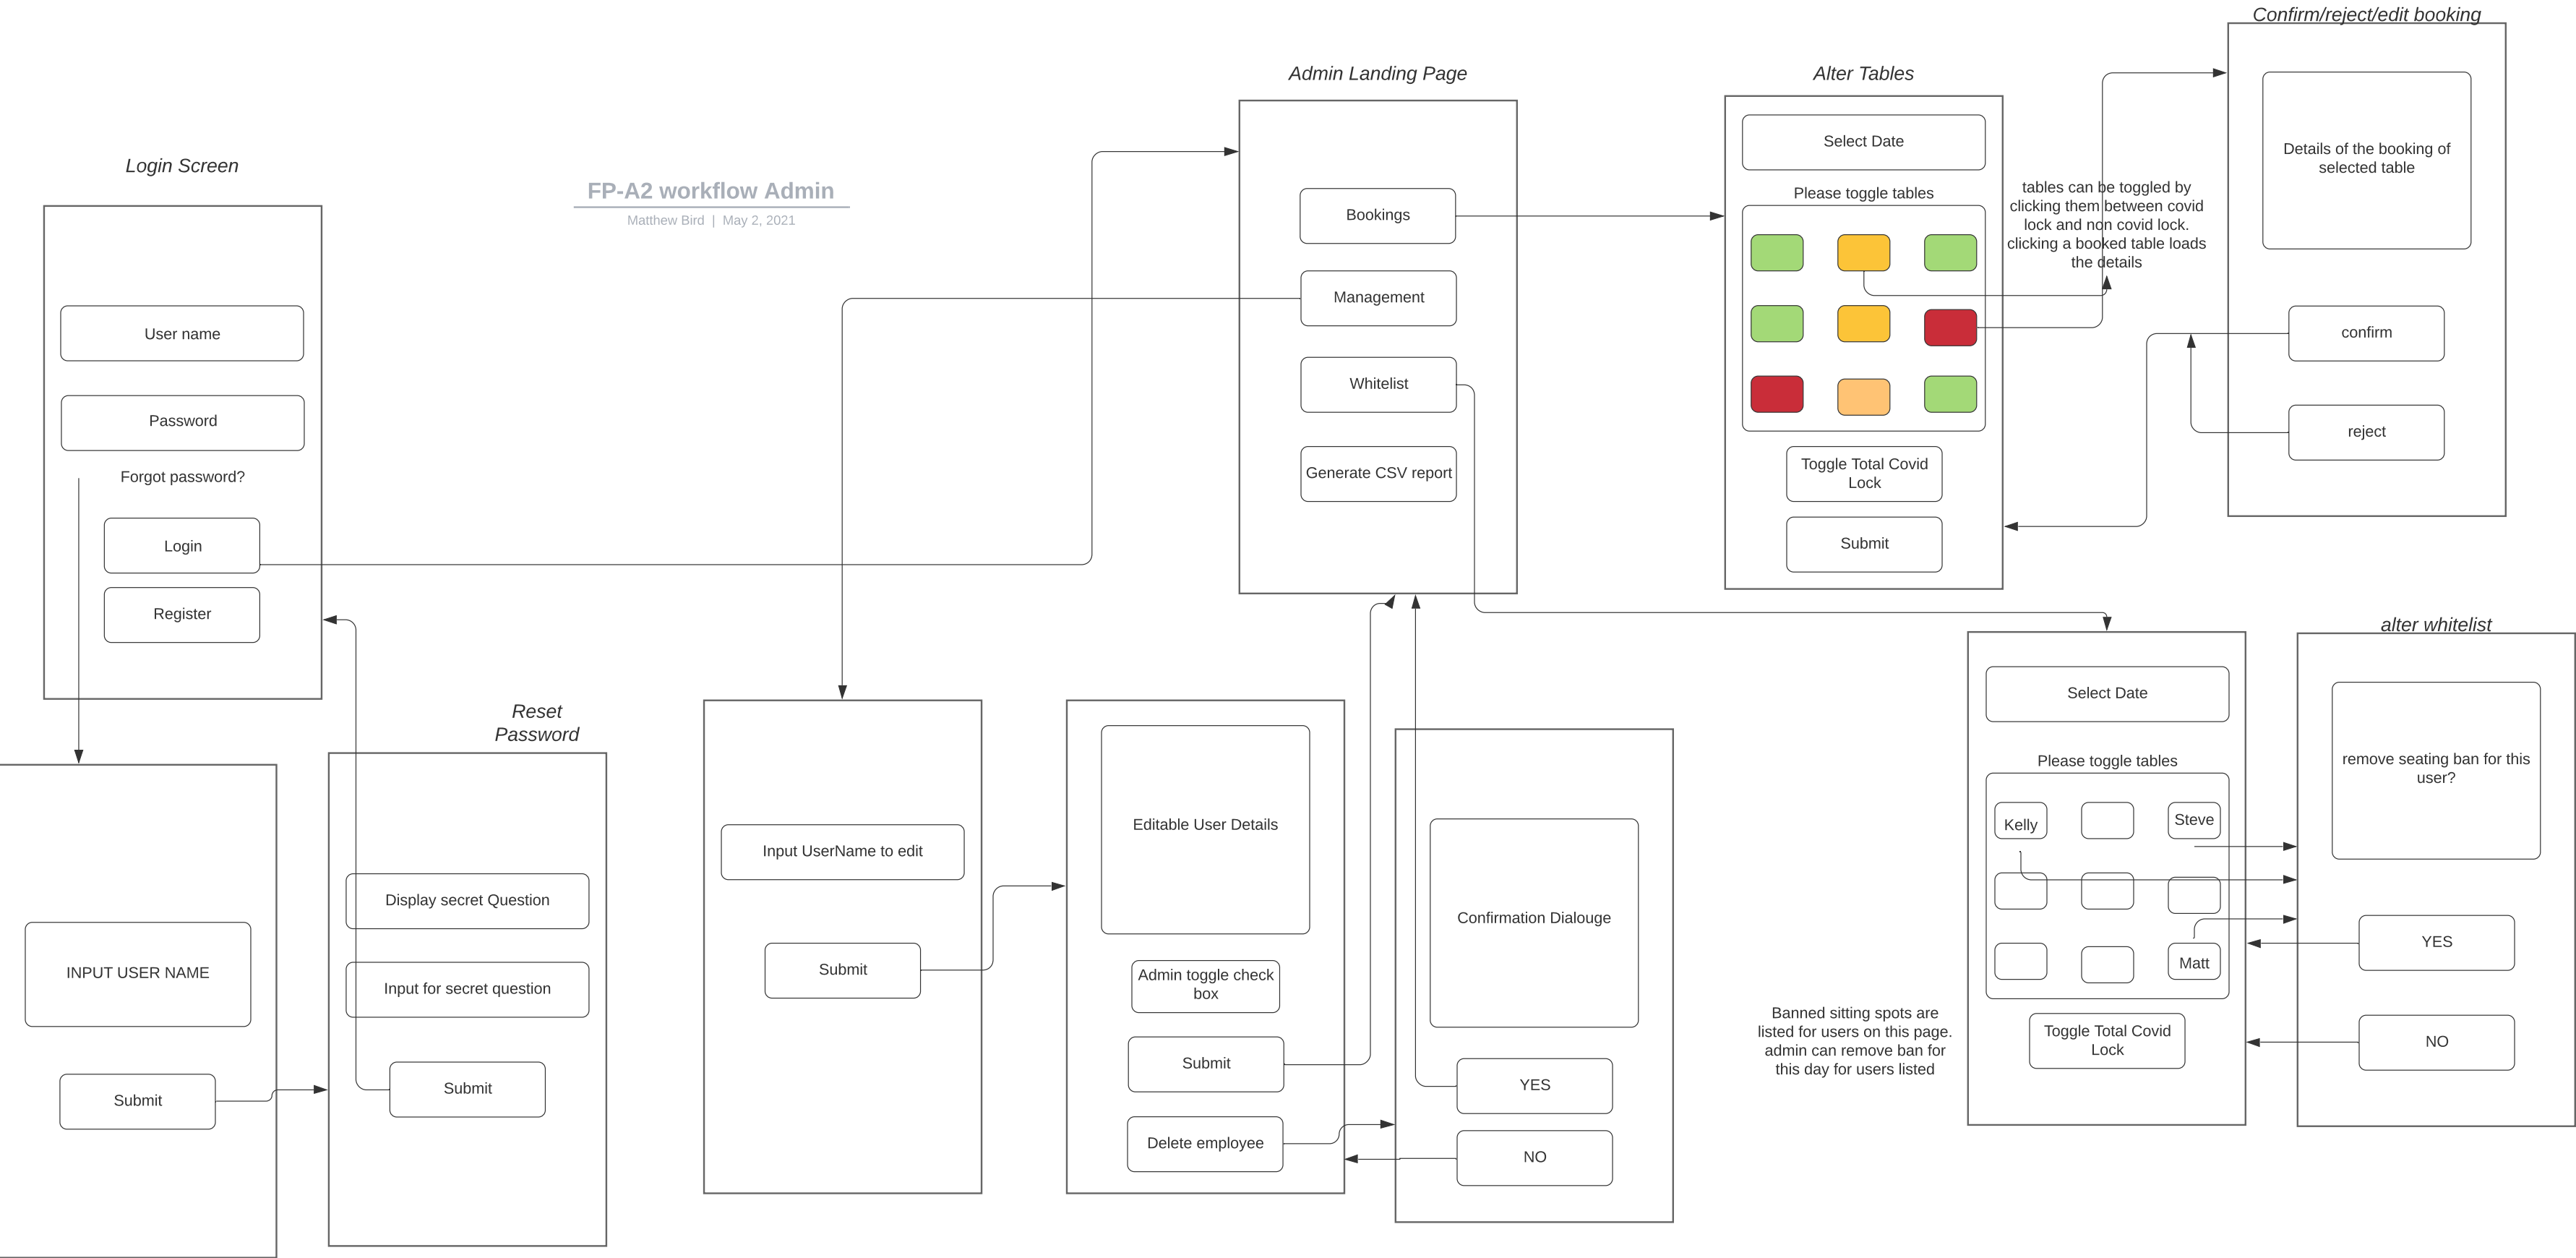 Confirm/reject/edit booking
Admin Landing Page
Alter Tables
Login Screen
FP-A2 workflow Admin
Matthew Bird | May 2, 2021
User name
Password
Forgot password?
Login
Register
Bookings
Management
Whitelist
Generate CSV report
Select Date
Please toggle tables
Toggle Total Covid
Lock
Submit
tables can be toggled by
clicking them between covid
lock and non covid lock.
clicking a booked table loads
the details
Details of the booking of
selected table
confirm
reject
INPUT USER NAME
Submit
Reset
Password
Display secret Question
Input for secret question
Submit
Input UserName to edit
Submit
Editable User Details
Admin toggle check
box
Submit
Delete employee
Confirmation Dialouge
YES
NO
Banned sitting spots are
listed for users on this page.
admin can remove ban for
this day for users listed
Select Date
Please toggle tables
Kelly
Steve
Matt
Toggle Total Covid
Lock
alter whitelist
remove seating ban for this
user?
YES
NO